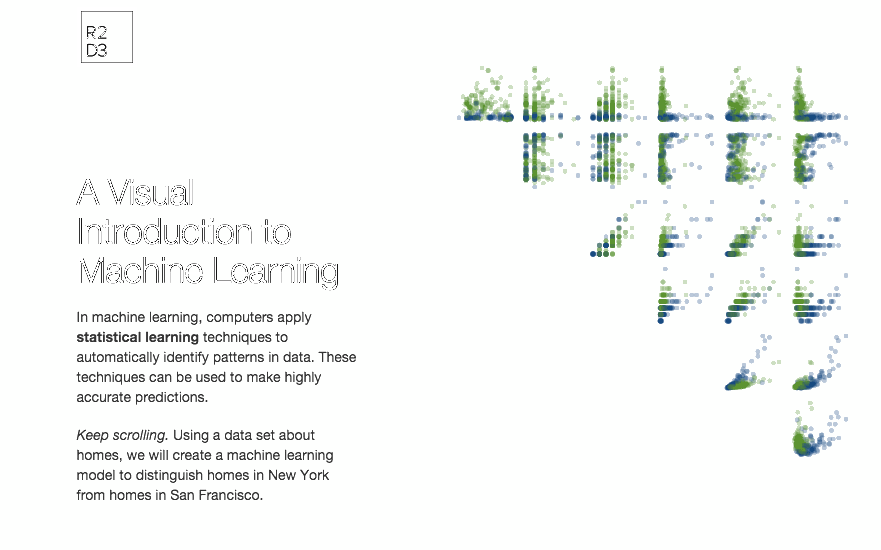 R2
D3
A Visual
Introduction to
Machine Learning
In machine learning, computers apply
statistical learning techniques to
automatically identify patterns in data. These
techniques can be used to make highly
accurate predictions.
Keep scrolling. Using a data set about
homes, we will create a machine learning
model to distinguish homes in New York
from homes in San Francisco.